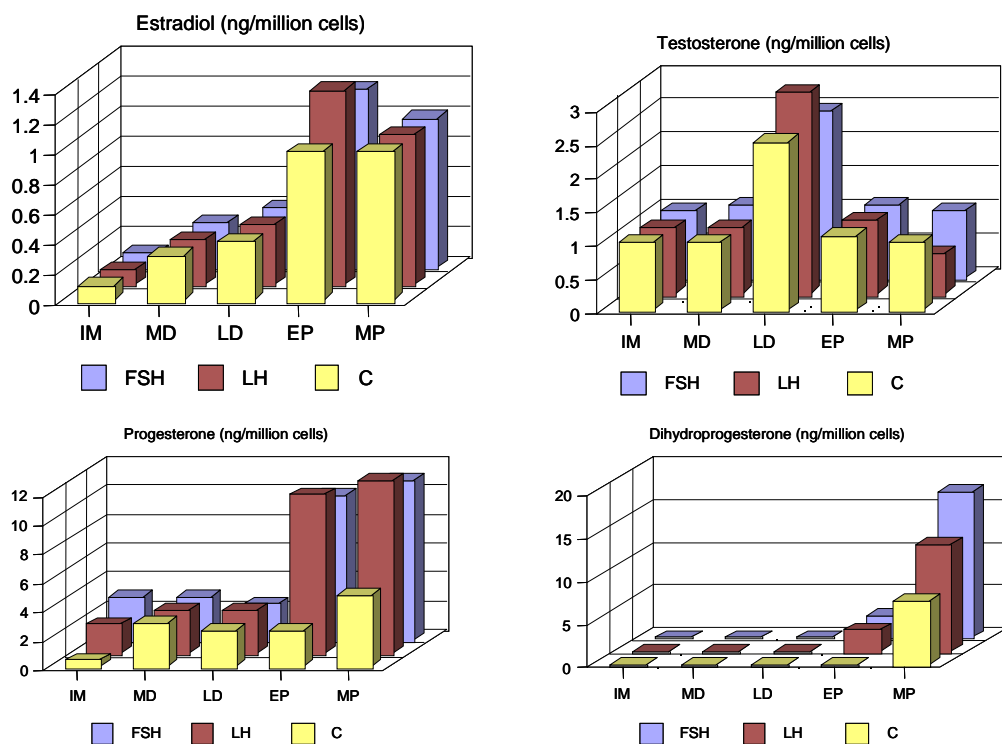 Estradiol (ng/million cells)
1.4
1.2
1
0.8
0.6
0.4
0.2
0
IM MD LD EP MP
FSH LH C
Testosterone (ng/million cells)
3
2.5
2
1.5
1
0.5
0
IM MD LD EP MP
FSH LH C
Progesterone (ng/million cells)
12
10
8
6
4
2
0
IM MD LD EP MP
FSH LH C
Dihydroprogesterone (ng/million cells)
20
15
10
5
0
IM MD LD EP MP
FSH LH C